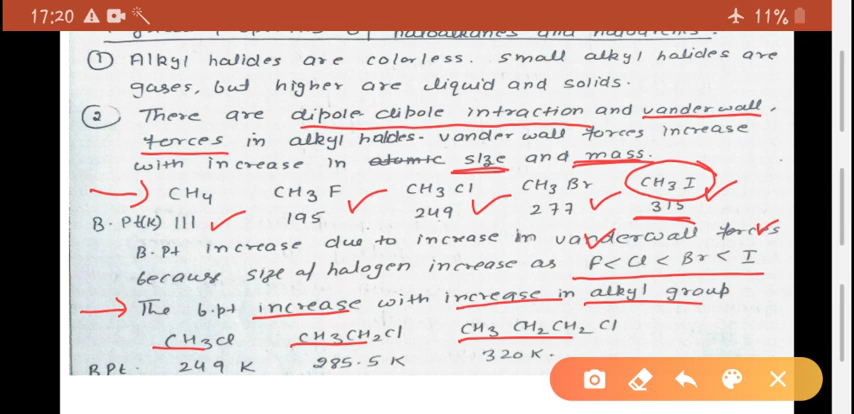 17:20 11%
haloalkanes and haloarenes.
① Alkyl halides are colorless. Small alkyl halides are
gases, but higher are liquid and solids.
② There are dipole-dibole intraction and vanderwall
forces in alkyl haldes. vander wall forces increase
with increase in atomic size and mass.
CH4 CH3 F CH3 Cl CH3 Br CH3 I
B. Pt(K) 111 195 249 277 315
B. Pt increase due to increase in vanderwall forces
because size of halogen increase as F< Cl < Br < I
The b.pt increase with increase in alkyl group
CH3Cl CH3CH2Cl CH3 CH2 CH2 Cl
B Pt. 249 K 285.5 K 320 K.